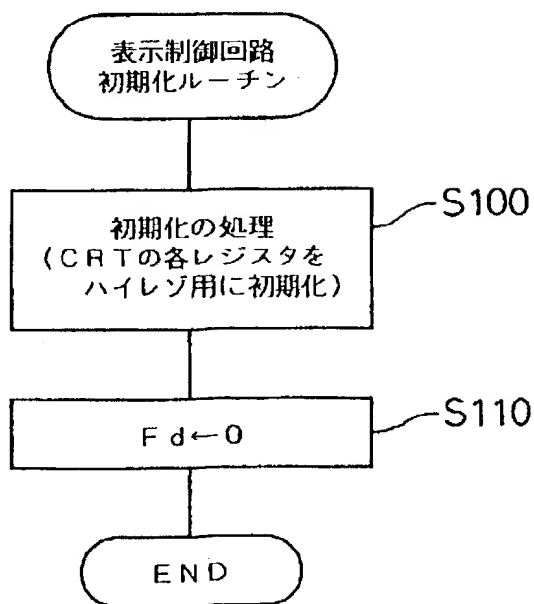 表示制御回路
初期化ルーチン
初期化の処理
(CRTの各レジスタを
ハイレゾ用に初期化)
S100
Fd←0
S110
END